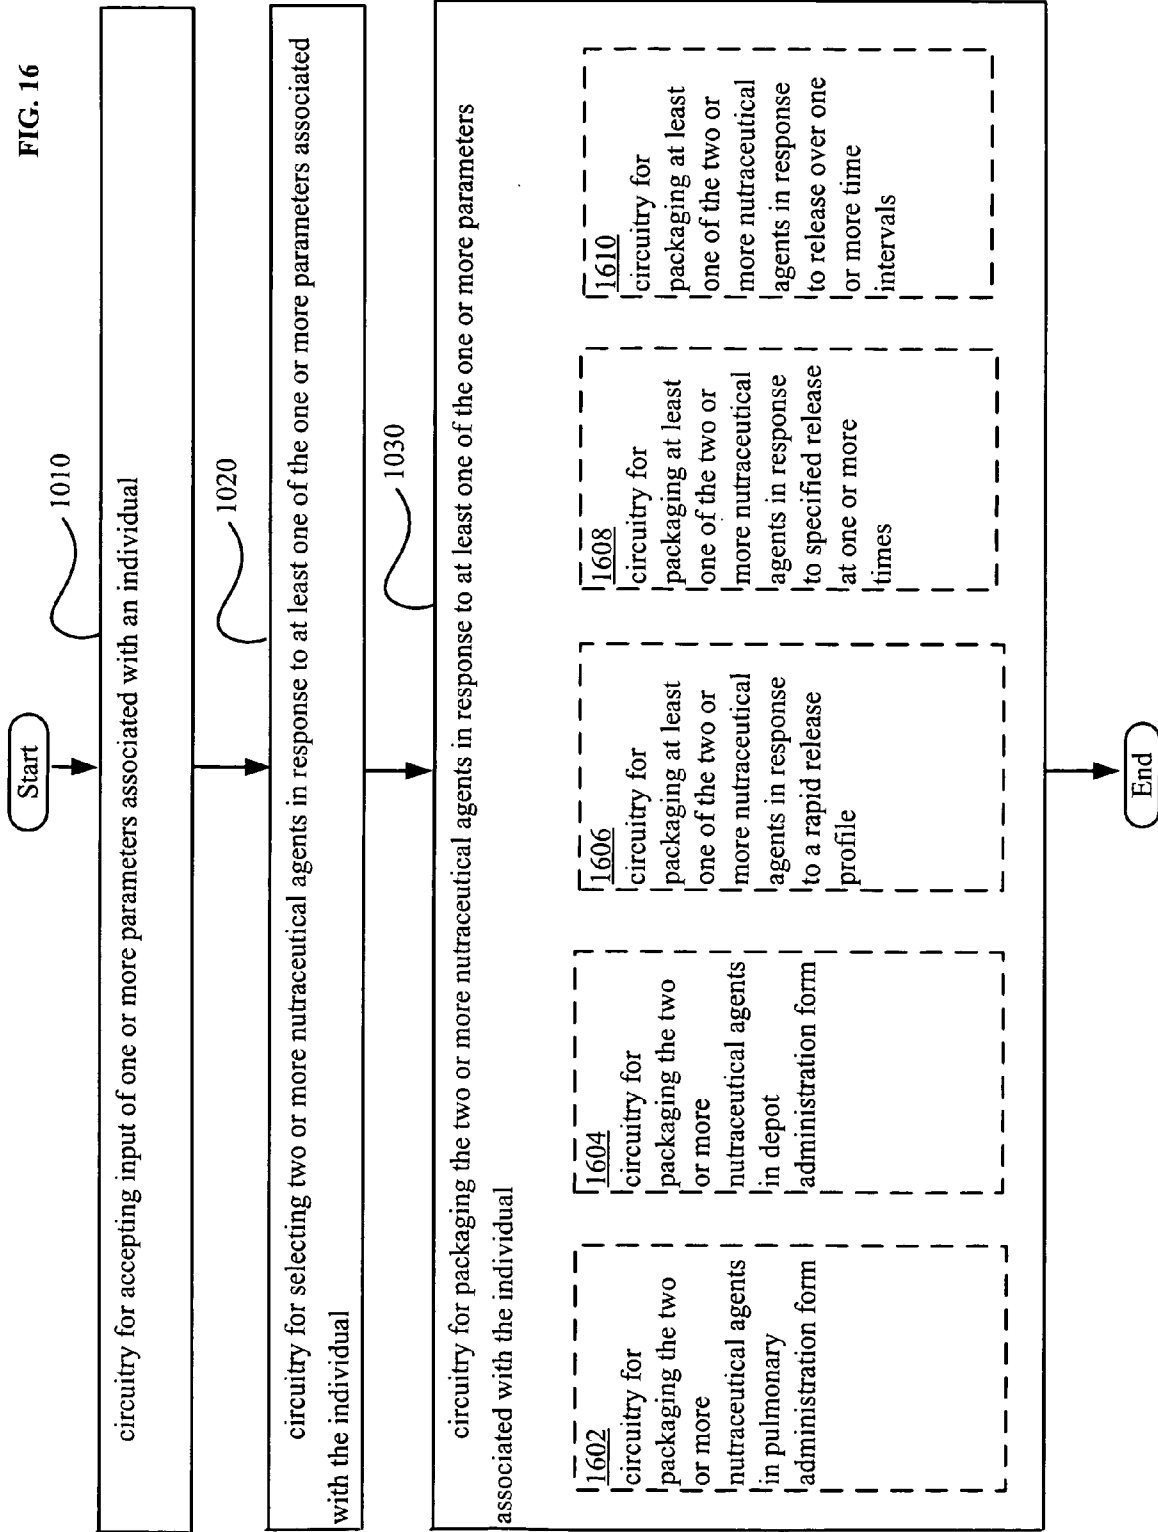 FIG. 16
Start
1010
circuitry for accepting input of one or more parameters associated with an individual
1020
circuitry for selecting two or more nutraceutical agents in response to at least one of the one or more parameters associated
with the individual
1030
circuitry for packaging the two or more nutraceutical agents in response to at least one of the one or more parameters
associated with the individual
1602
circuitry for
packaging the two
or more
nutraceutical agents
in pulmonary
administration form
1604
circuitry for
packaging the two
or more
nutraceutical agents
in depot
administration form
1606
circuitry for
packaging at least
one of the two or
more nutraceutical
agents in response
to a rapid release
profile
1608
circuitry for
packaging at least
one of the two or
more nutraceutical
agents in response
to specified release
at one or more
times
1610
circuitry for
packaging at least
one of the two or
more nutraceutical
agents in response
to release over one
or more time
intervals
End